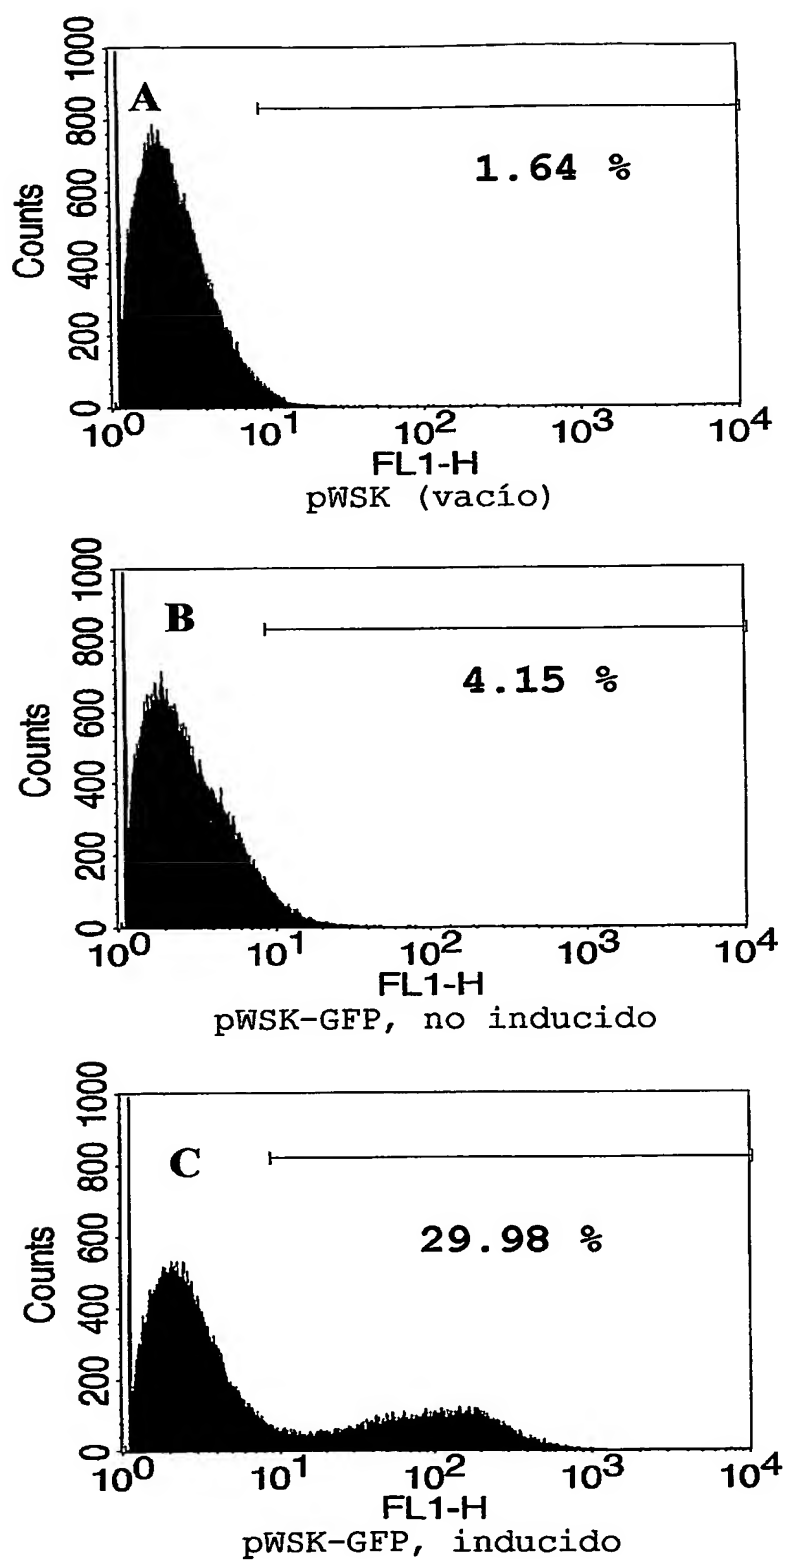 1000
800
600
400
200
0
Counts
A
1.64 %
10^0 10^1 10^2 10^3 10^4
FL1-H
pWSK (vacío)
1000
800
600
400
200
0
Counts
B
4.15 %
10^0 10^1 10^2 10^3 10^4
FL1-H
pWSK-GFP, no inducido
1000
800
600
400
200
0
Counts
C
29.98 %
10^0 10^1 10^2 10^3 10^4
FL1-H
pWSK-GFP, inducido